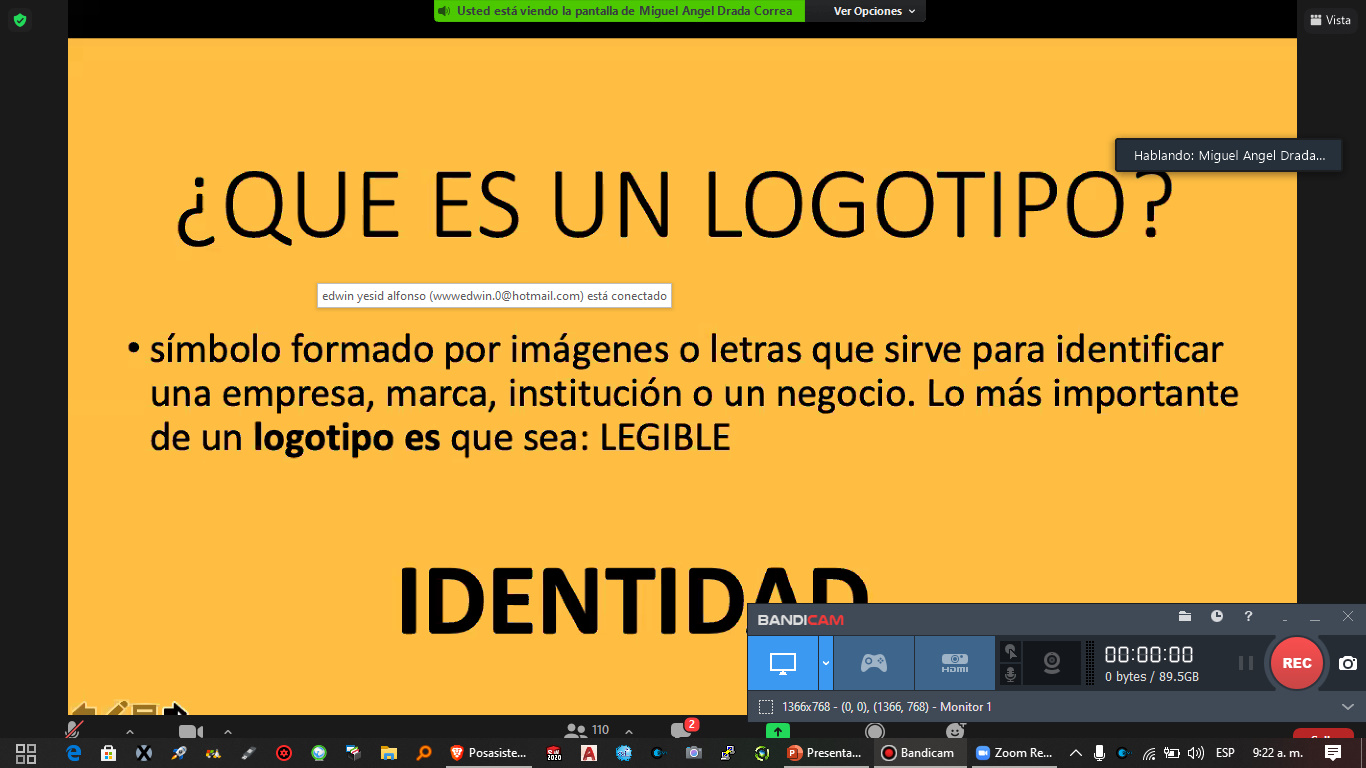 Usted está viendo la pantalla de Miguel Angel Drada Correa
Ver Opciones
Vista
Hablando: Miguel Angel Drada...
¿QUE ES UN LOGOTIPO?
edwin yesid alfonso (wwwedwin.0@hotmail.com) está conectado
• símbolo formado por imágenes o letras que sirve para identificar
una empresa, marca, institución o un negocio. Lo más importante
de un logotipo es que sea: LEGIBLE
IDENTIDAD
BANDICAM
?
HDMI
00:00:00
0 bytes / 89.5GB
REC
1366x768 - (0, 0), (1366, 768) - Monitor 1
110
2
Posasiste...
2020
Presenta...
Bandicam
Zoom Re...
ESP
9:22 a. m.